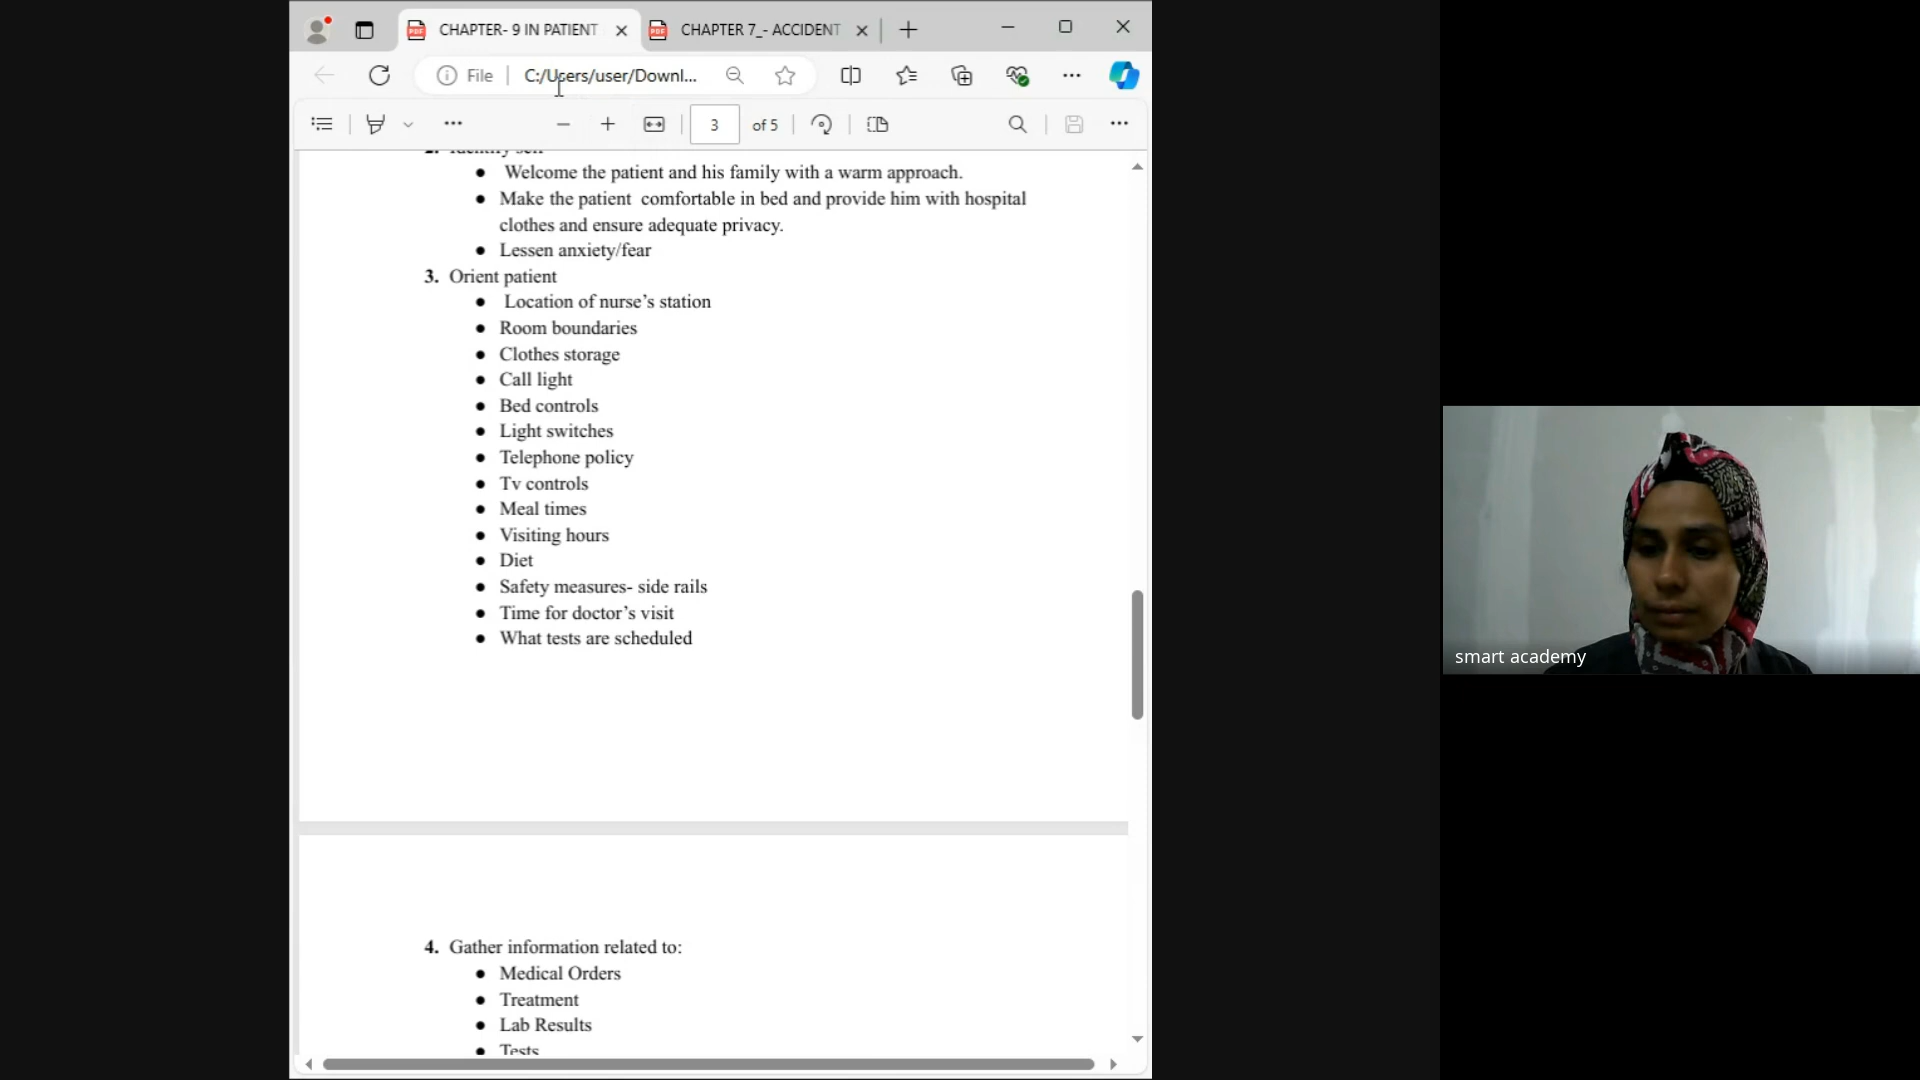 CHAPTER- 9 IN PATIENT
CHAPTER 7_- ACCIDENT
File
C:/Users/user/Downl...
3 of 5
2. Identify self
● Welcome the patient and his family with a warm approach.
● Make the patient comfortable in bed and provide him with hospital
clothes and ensure adequate privacy.
● Lessen anxiety/fear
3. Orient patient
● Location of nurse’s station
● Room boundaries
● Clothes storage
● Call light
● Bed controls
● Light switches
● Telephone policy
● Tv controls
● Meal times
● Visiting hours
● Diet
● Safety measures- side rails
● Time for doctor’s visit
● What tests are scheduled
4. Gather information related to:
● Medical Orders
● Treatment
● Lab Results
● Tests
smart academy